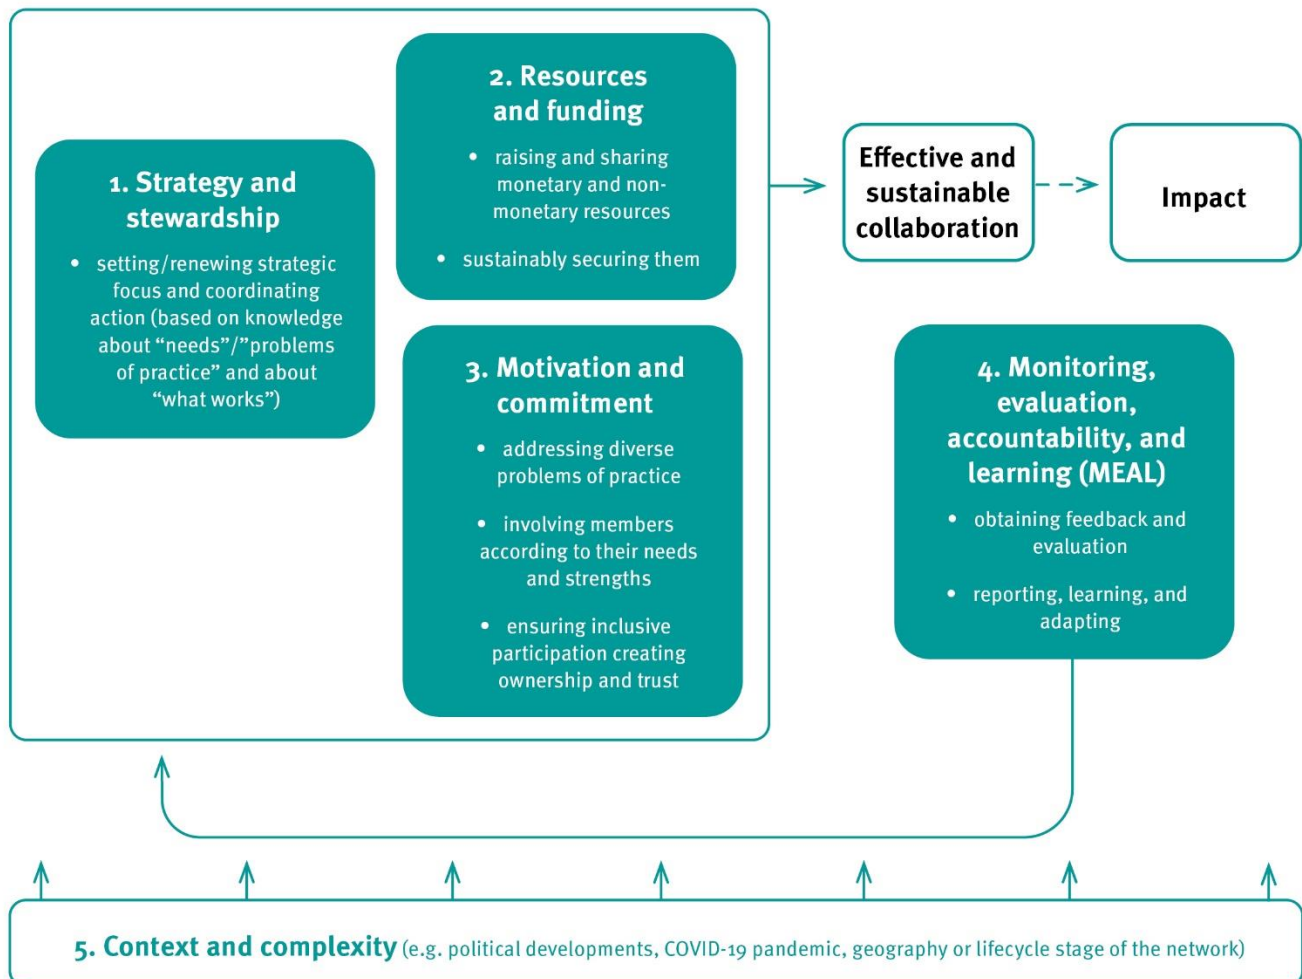 1. Strategy and
stewardship
• setting/renewing strategic
focus and coordinating
action (based on knowledge
about “needs”/”problems
of practice” and about
“what works”)
2. Resources
and funding
• raising and sharing
monetary and non-
monetary resources
• sustainably securing them
3. Motivation and
commitment
• addressing diverse
problems of practice
• involving members
according to their needs
and strengths
• ensuring inclusive
participation creating
ownership and trust
Effective and
sustainable
collaboration
Impact
4. Monitoring,
evaluation,
accountability, and
learning (MEAL)
• obtaining feedback and
evaluation
• reporting, learning, and
adapting
5. Context and complexity (e.g. political developments, COVID-19 pandemic, geography or lifecycle stage of the network)